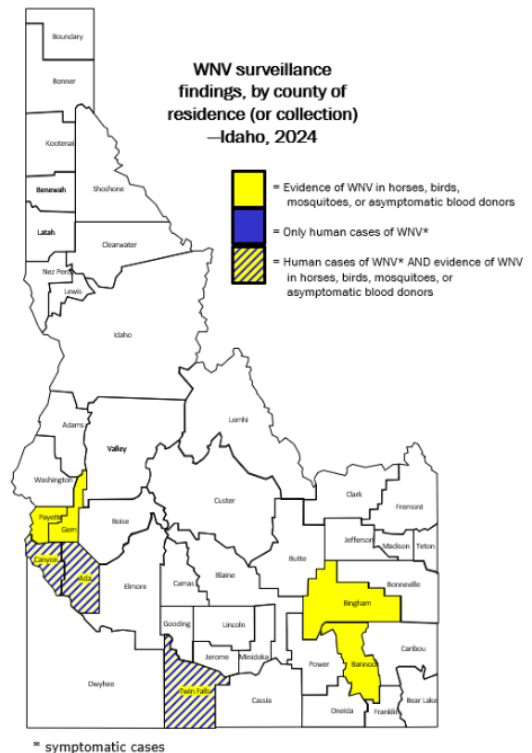 WNV surveillance
findings, by county of
residence (or collection)
—Idaho, 2024
= Evidence of WNV in horses, birds,
mosquitoes, or asymptomatic blood
donors
= Only human cases of WNV*
= Human cases of WNV* AND evidence of WNV
in horses, birds, mosquitoes, or
asymptomatic blood donors
Boundary
Bonner
Kootenai
Benewah
Shoshone
Latah
Clearwater
Nez Perc
Lewis
Idaho
Adams
Valley
Lemhi
Washington
Payette
Gem
Boise
Custer
Clark
Fremont
Jefferson
Madison
Teton
Butte
Canyon
Ada
Elmore
Camas
Blaine
Bonneville
Bingham
Gooding
Lincoln
Jerome
Minidoka
Power
Bannoc
Caribou
Owyhee
Twin Falls
Cassia
Oneida
Franklin
Bear Lake
* symptomatic cases